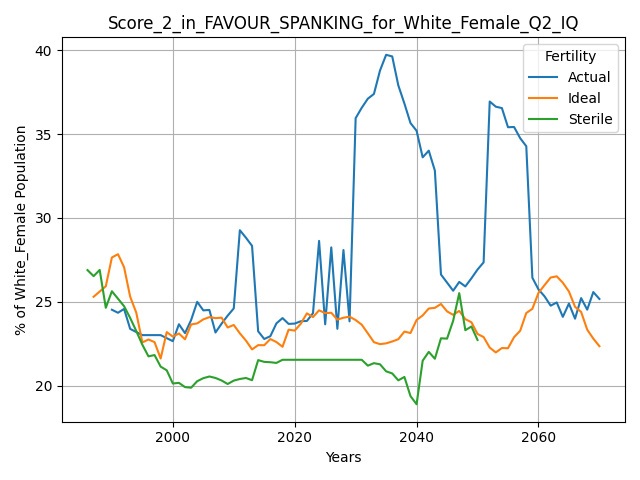 Score_2_in_FAVOUR_SPANKING_for_White_Female_Q2_IQ
Fertility
Actual
Ideal
Sterile
% of White_Female Population
40
35
30
25
20
2000
2020
2040
2060
Years